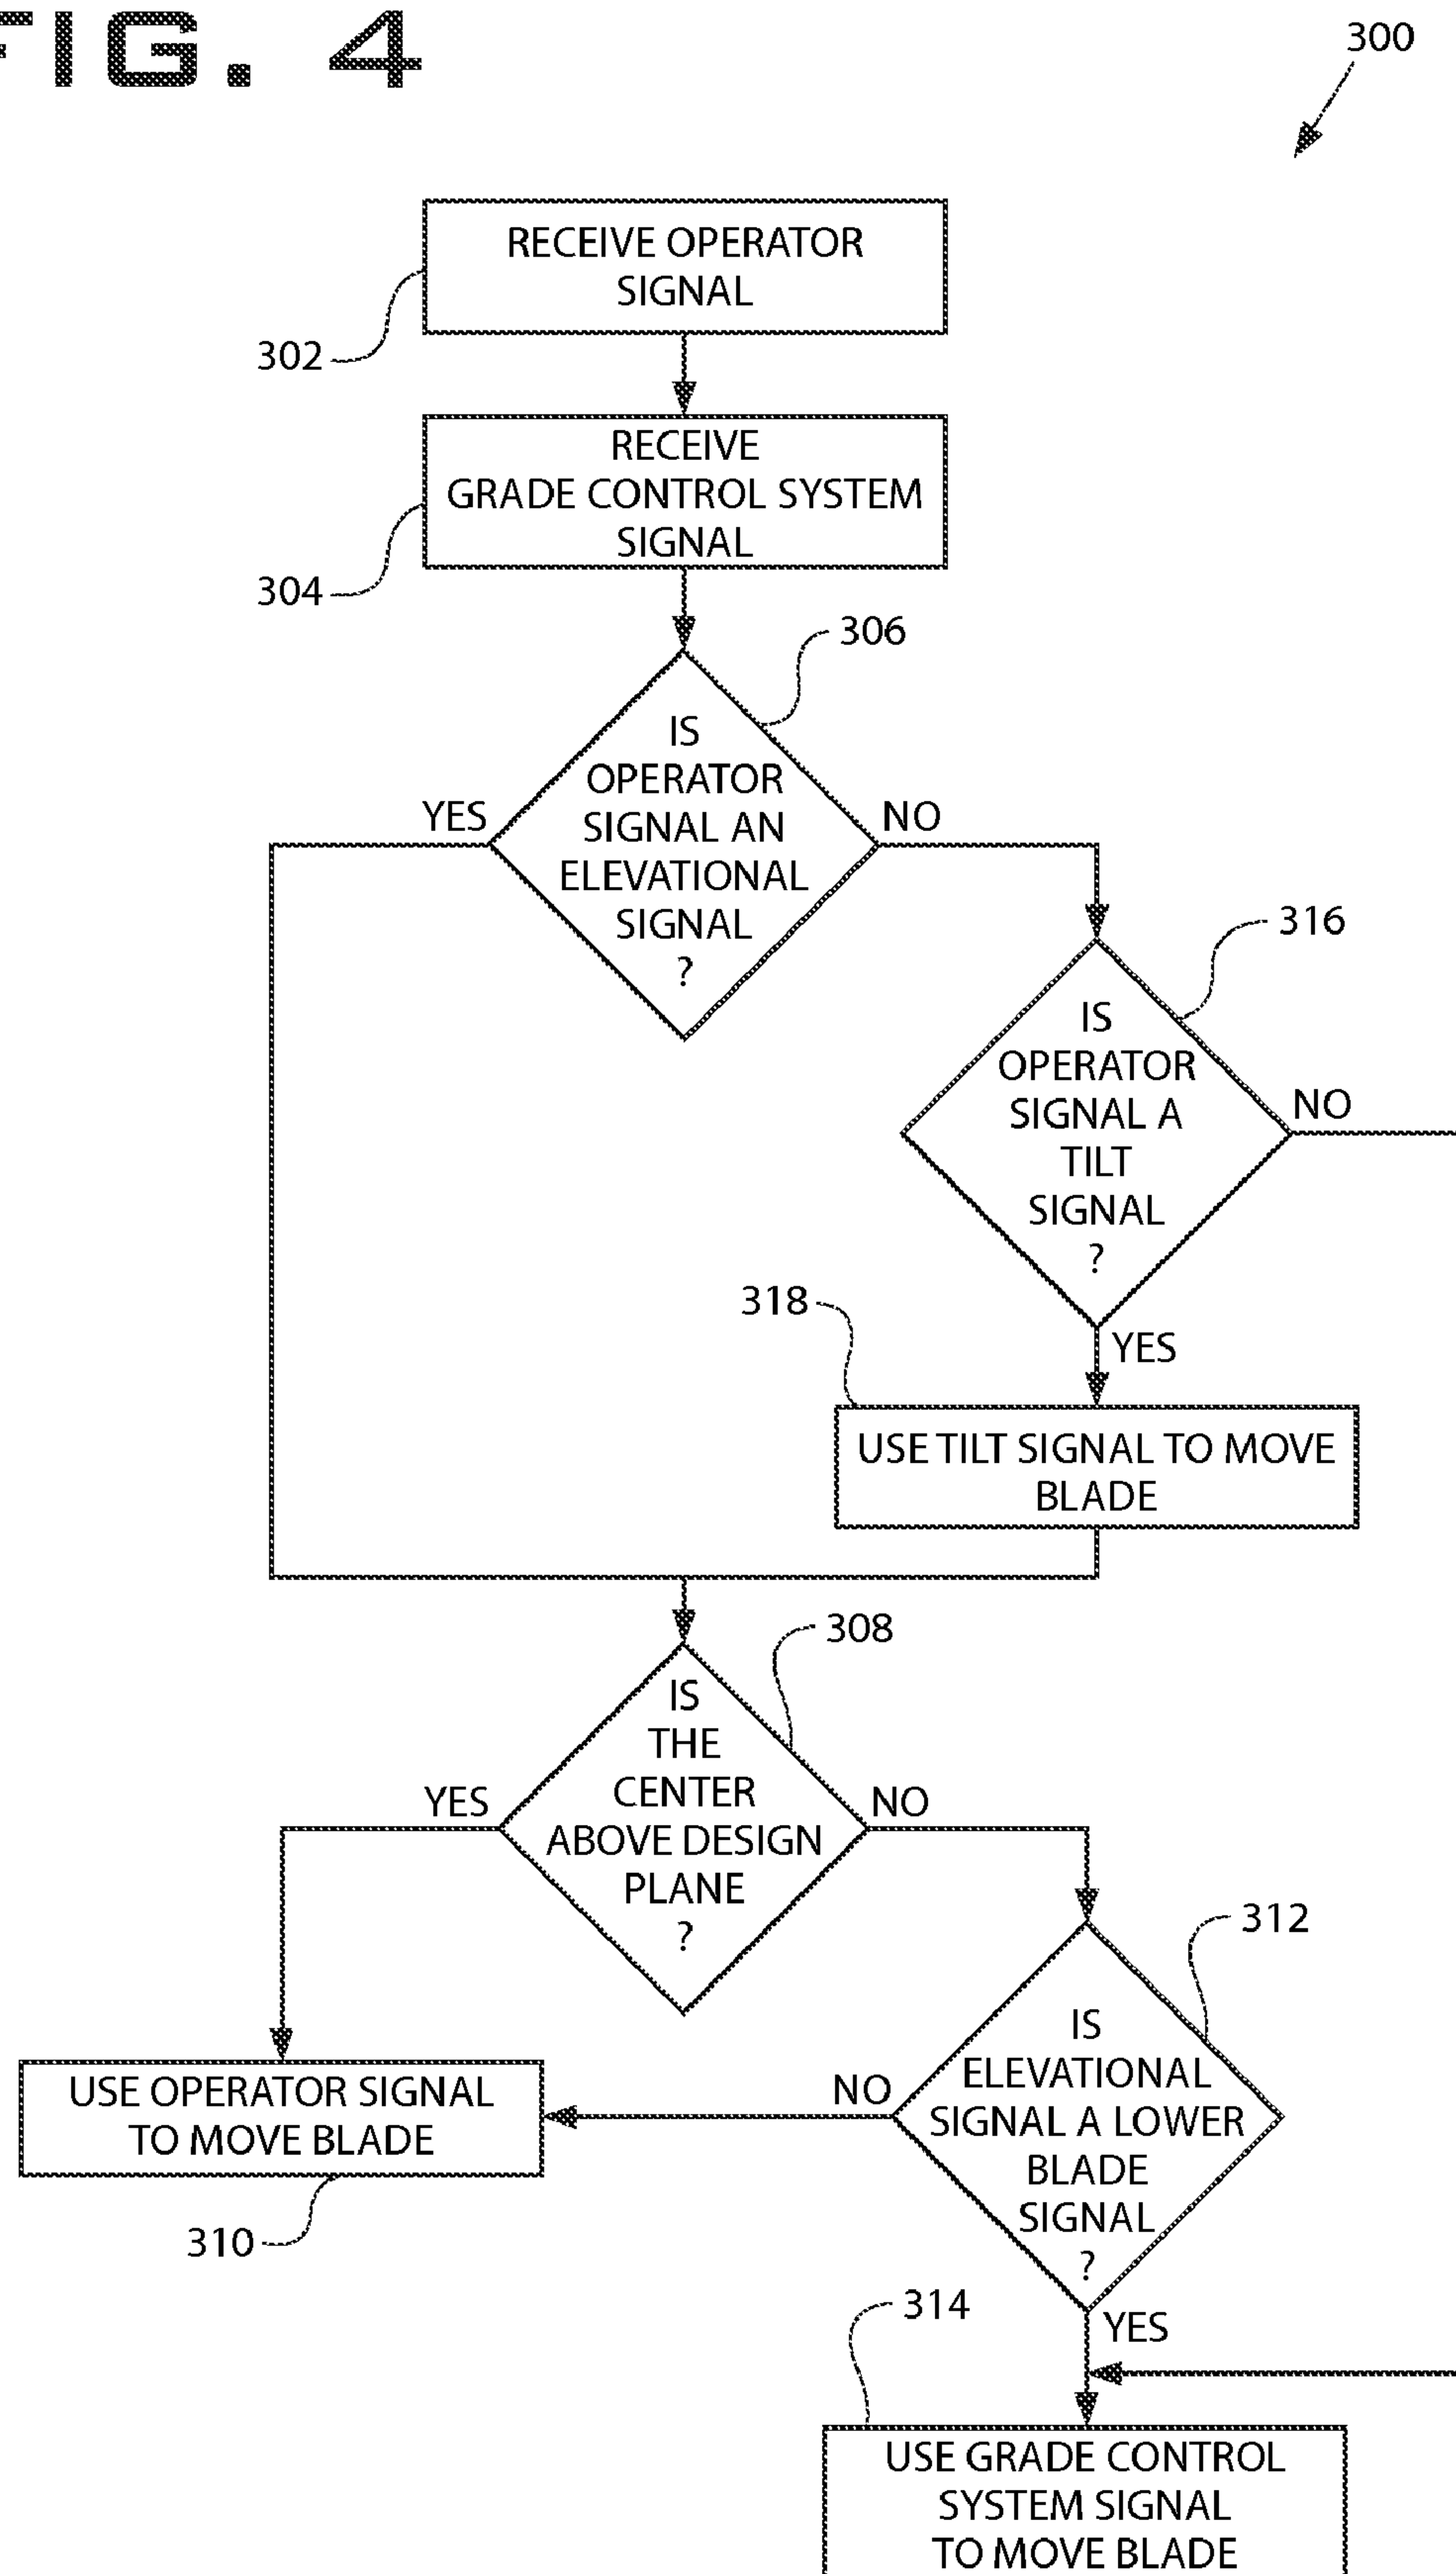 FIG. 4
300
RECEIVE OPERATOR
SIGNAL
302
RECEIVE
GRADE CONTROL SYSTEM
SIGNAL
304
306
IS
OPERATOR
SIGNAL AN
ELEVATIONAL
SIGNAL
?
YES
NO
316
IS
OPERATOR
SIGNAL A
TILT
SIGNAL
?
NO
YES
318
USE TILT SIGNAL TO MOVE
BLADE
308
IS
THE
CENTER
ABOVE DESIGN
PLANE
?
YES
NO
312
IS
ELEVATIONAL
SIGNAL A LOWER
BLADE
SIGNAL
?
NO
YES
USE OPERATOR SIGNAL
TO MOVE BLADE
310
314
USE GRADE CONTROL
SYSTEM SIGNAL
TO MOVE BLADE